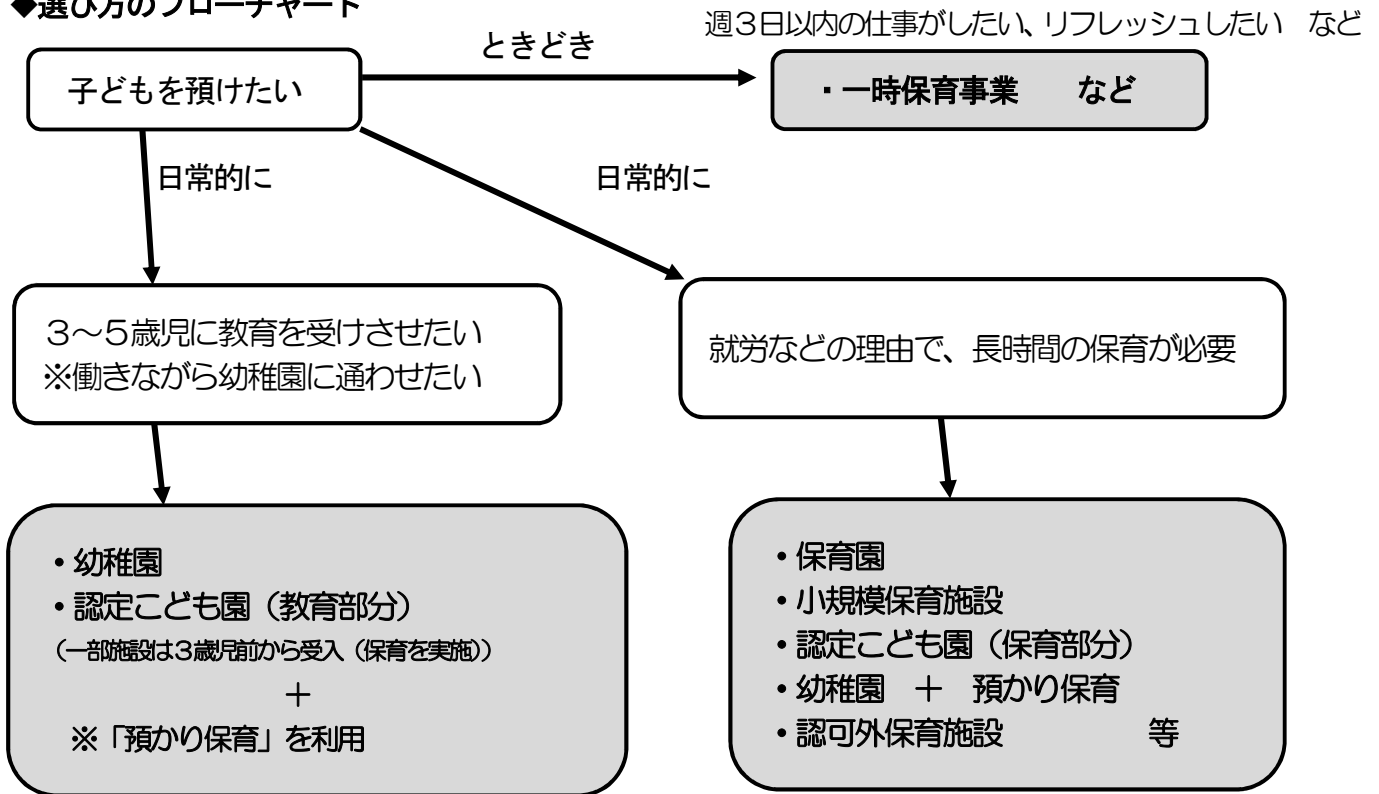 ◆選び方のフローチャート
週３日以内の仕事がしたい、リフレッシュしたい　など
ときどき
子どもを預けたい
・一時保育事業　　など
日常的に
日常的に
３～５歳児に教育を受けさせたい
※働きながら幼稚園に通わせたい
就労などの理由で、長時間の保育が必要
・幼稚園
・認定こども園（教育部分）
（一部施設は３歳児前から受入（保育を実施））
＋
※「預かり保育」を利用
・保育園
・小規模保育施設
・認定こども園（保育部分）
・幼稚園　＋　預かり保育
・認可外保育施設　　　　　等